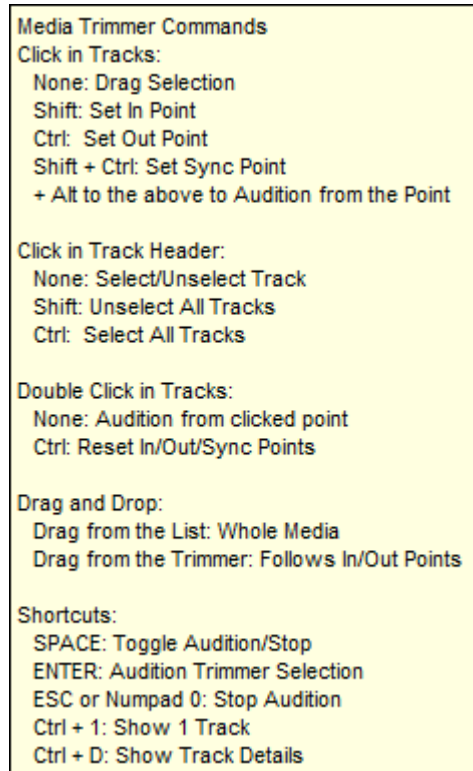 Media Trimmer Commands
Click in Tracks:
None: Drag Selection
Shift: Set In Point
Ctrl:  Set Out Point
Shift + Ctrl: Set Sync Point
+ Alt to the above to Audition from the Point
Click in Track Header:
None: Select/Unselect Track
Shift: Unselect All Tracks
Ctrl:  Select All Tracks
Double Click in Tracks:
None: Audition from clicked point
Ctrl: Reset In/Out/Sync Points
Drag and Drop:
Drag from the List: Whole Media
Drag from the Trimmer: Follows In/Out Points
Shortcuts:
SPACE: Toggle Audition/Stop
ENTER: Audition Trimmer Selection
ESC or Numpad 0: Stop Audition
Ctrl + 1: Show 1 Track
Ctrl + D: Show Track Details